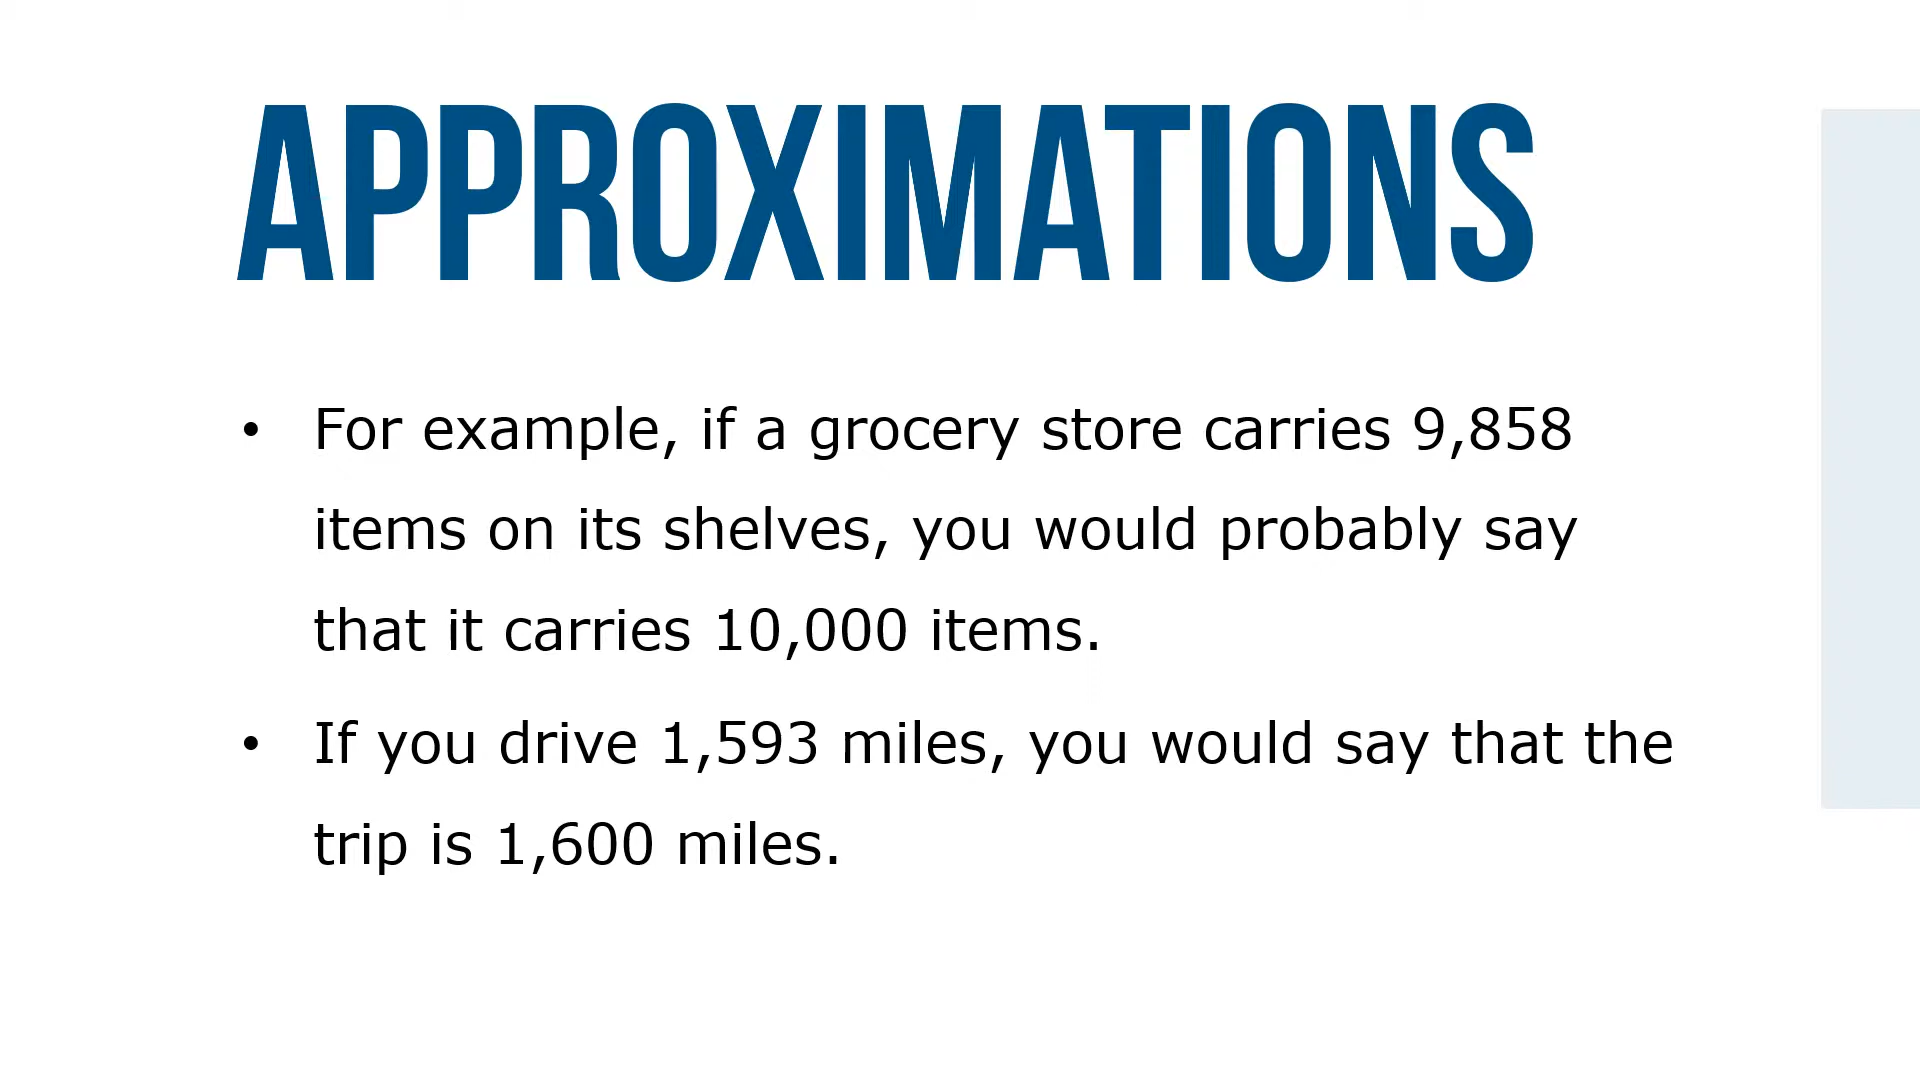 APPROXIMATIONS
• For example, if a grocery store carries 9,858
items on its shelves, you would probably say
that it carries 10,000 items.
• If you drive 1,593 miles, you would say that the
trip is 1,600 miles.